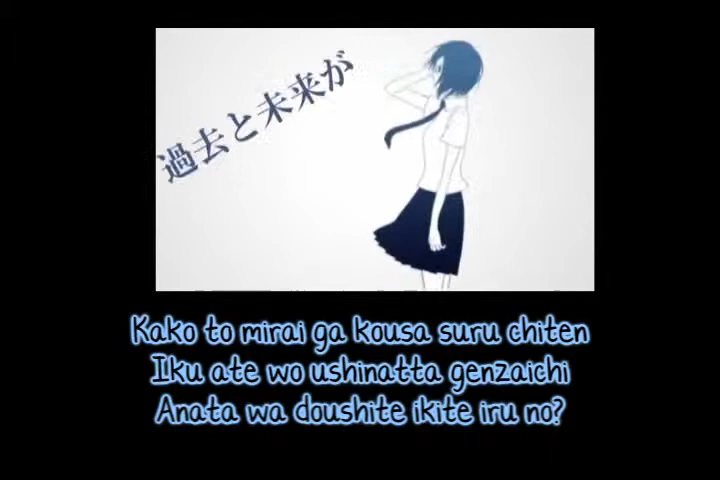 過去と未来が
Kako to mirai ga kousa suru chiten
Iku ate wo ushinatta genzaichi
Anata wa doushite ikite iru no?